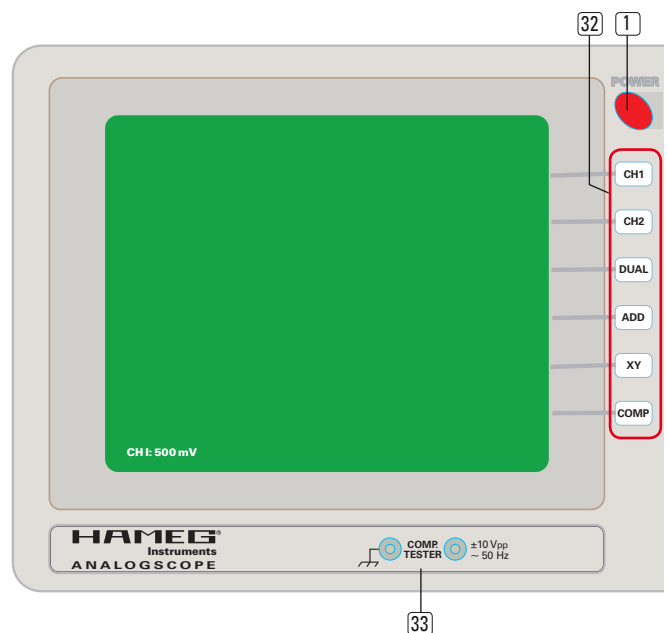 32 1
POWER
CH1
CH2
DUAL
ADD
XY
COMP
CH I: 500 mV
HAMEG®
Instruments
ANALOGSCOPE
COMP.
TESTER
±10 Vpp
~ 50 Hz
33